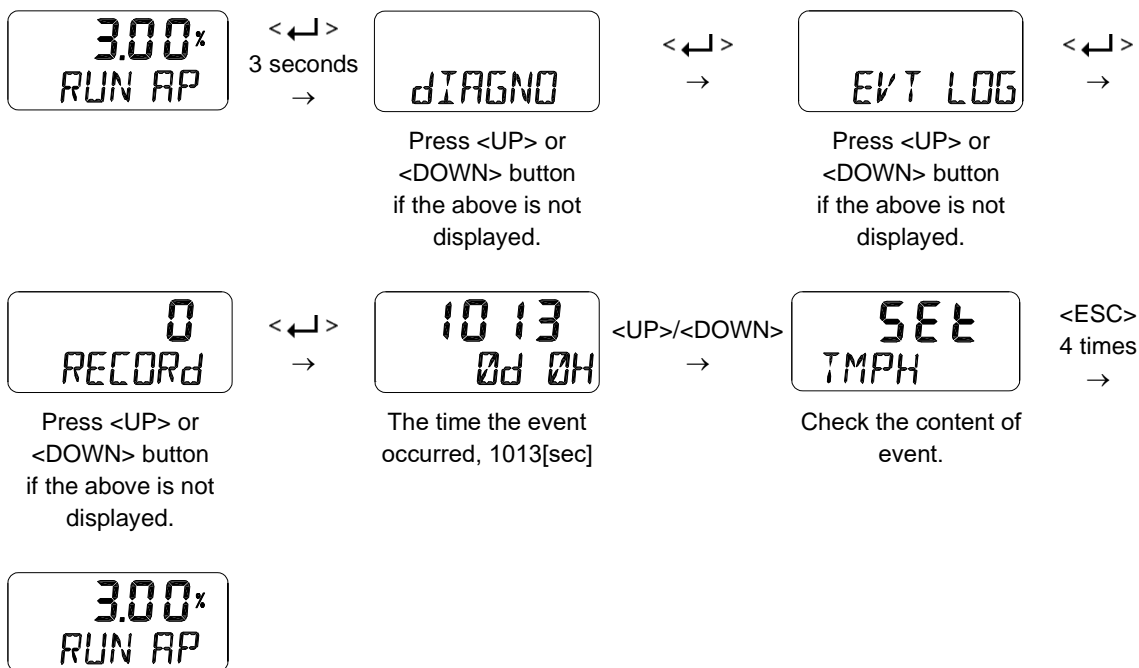 3.00%
RUN AP
< ↵ >
3 seconds
→
dIAGNO
< ↵ >
→
EVT LOG
< ↵ >
→
Press <UP> or
<DOWN> button
if the above is not
displayed.
Press <UP> or
<DOWN> button
if the above is not
displayed.
0
RECORd
< ↵ >
→
1013
0d 0H
<UP>/<DOWN>
→
SEt
TMPH
<ESC>
4 times
→
Press <UP> or
<DOWN> button
if the above is not
displayed.
The time the event
occurred, 1013[sec]
Check the content of
event.
3.00%
RUN AP